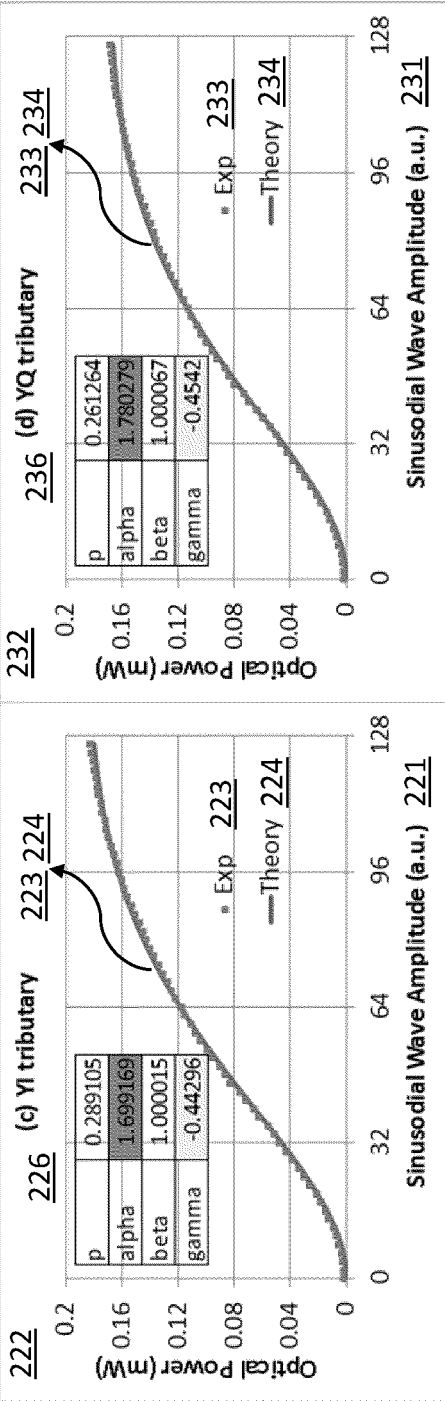 222
226
(c) YI tributary
223 224
p 0.289105
alpha 1.699169
beta 1.000015
gamma -0.44296
Optical Power (mW)
0.2
0.16
0.12
0.08
0.04
0
Exp 223
Theory 224
0 32 64 96 128
Sinusodial Wave Amplitude (a.u.) 221
232
236
(d) YQ tributary
233 234
p 0.261264
alpha 1.780279
beta 1.000067
gamma -0.4542
Optical Power (mW)
0.2
0.16
0.12
0.08
0.04
0
Exp 233
Theory 234
0 32 64 96 128
Sinusodial Wave Amplitude (a.u.) 231